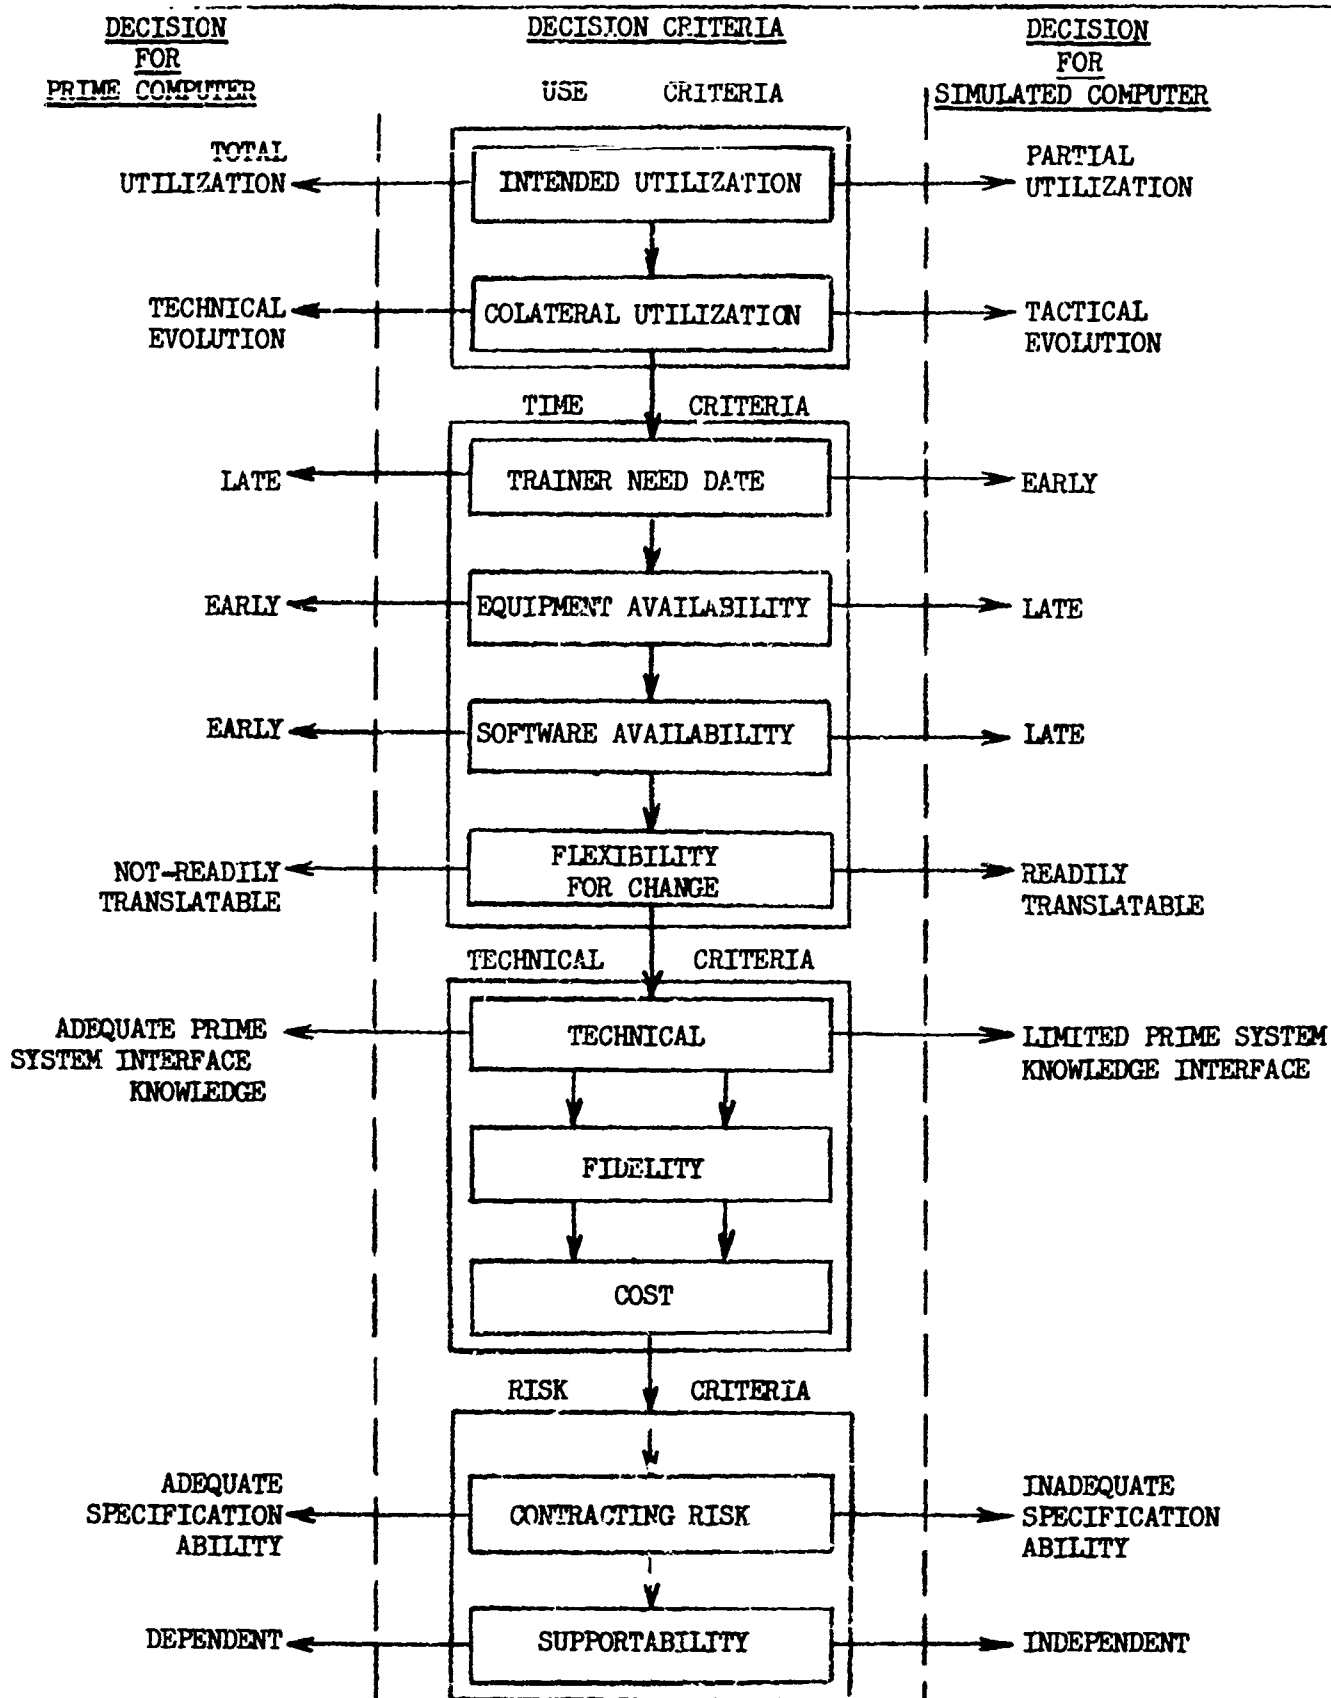 DECISION
FOR
PRIME COMPUTER
DECISION CRITERIA
DECISION
FOR
SIMULATED COMPUTER
USE CRITERIA
TOTAL
UTILIZATION
INTENDED UTILIZATION
PARTIAL
UTILIZATION
TECHNICAL
EVOLUTION
COLATERAL UTILIZATION
TACTICAL
EVOLUTION
TIME CRITERIA
LATE
TRAINER NEED DATE
EARLY
EARLY
EQUIPMENT AVAILABILITY
LATE
EARLY
SOFTWARE AVAILABILITY
LATE
NOT-READILY
TRANSLATABLE
FLEXIBILITY
FOR CHANGE
READILY
TRANSLATABLE
TECHNICAL CRITERIA
ADEQUATE PRIME
SYSTEM INTERFACE
KNOWLEDGE
TECHNICAL
LIMITED PRIME SYSTEM
KNOWLEDGE INTERFACE
FIDELITY
COST
RISK CRITERIA
ADEQUATE
SPECIFICATION
ABILITY
CONTRACTING RISK
INADEQUATE
SPECIFICATION
ABILITY
DEPENDENT
SUPPORTABILITY
INDEPENDENT